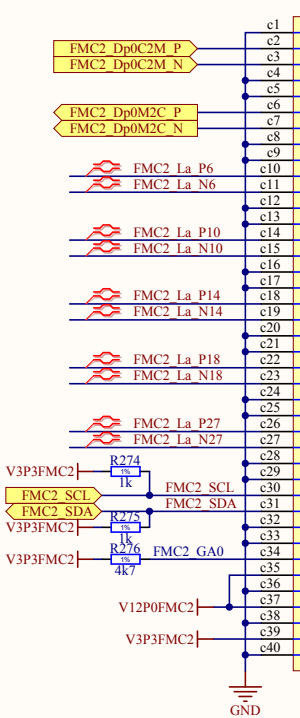 c1
FMC2_Dp0C2M_P c2
FMC2_Dp0C2M_N c3
c4
c5
FMC2_Dp0M2C_P c6
FMC2_Dp0M2C_N c7
c8
c9
FMC2_La_P6 c10
FMC2_La_N6 c11
c12
c13
FMC2_La_P10 c14
FMC2_La_N10 c15
c16
c17
FMC2_La_P14 c18
FMC2_La_N14 c19
c20
c21
FMC2_La_P18 c22
FMC2_La_N18 c23
c24
c25
FMC2_La_P27 c26
FMC2_La_N27 c27
c28
R274
V3P3FMC2 1% c29
1k
FMC2_SCL FMC2_SCL c30
FMC2_SDA FMC2_SDA c31
R275
V3P3FMC2 1% c32
1k c33
R276
V3P3FMC2 1% FMC2_GA0 c34
4k7 c35
c36
V12P0FMC2 c37
c38
V3P3FMC2 c39
c40
GND